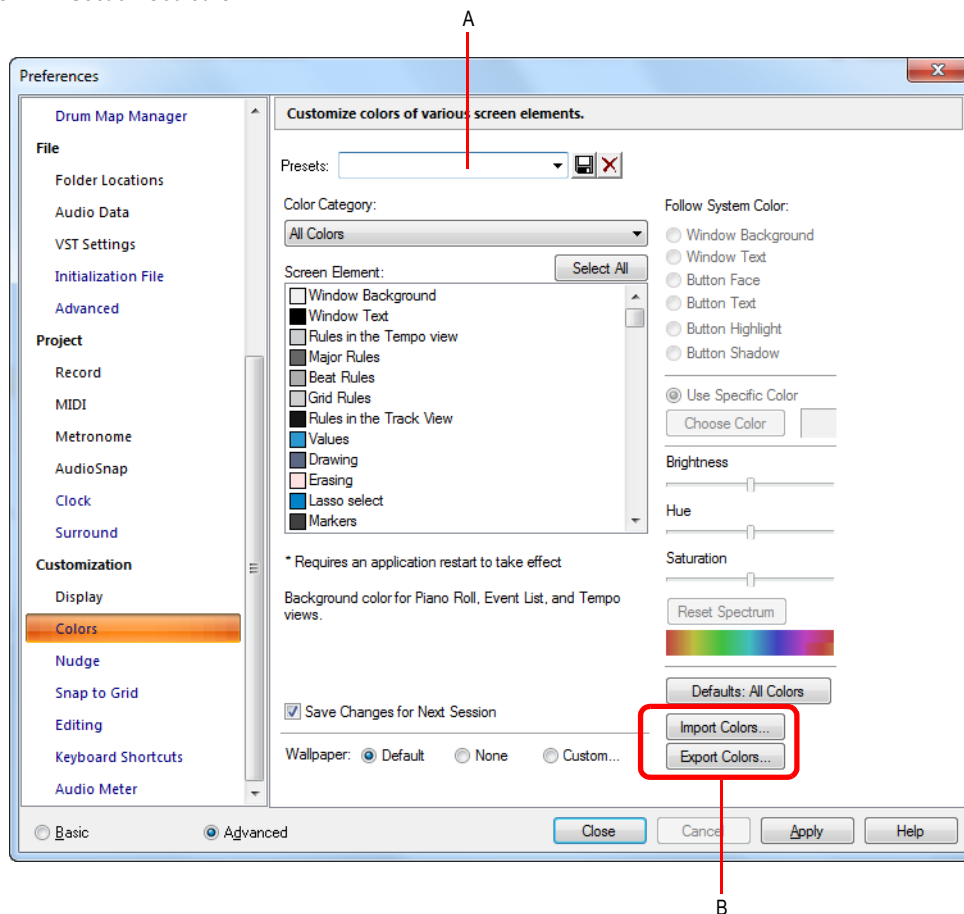 A
Preferences
Drum Map Manager
File
Folder Locations
Audio Data
VST Settings
Initialization File
Advanced
Project
Record
MIDI
Metronome
AudioSnap
Clock
Surround
Customization
Display
Colors
Nudge
Snap to Grid
Editing
Keyboard Shortcuts
Audio Meter
Customize colors of various screen elements.
Presets:
Color Category:
All Colors
Screen Element:
Select All
Window Background
Window Text
Rules in the Tempo view
Major Rules
Beat Rules
Grid Rules
Rules in the Track View
Values
Drawing
Erasing
Lasso select
Markers
* Requires an application restart to take effect
Background color for Piano Roll, Event List, and Tempo
views.
Save Changes for Next Session
Wallpaper:
Default
None
Custom...
Follow System Color:
Window Background
Window Text
Button Face
Button Text
Button Highlight
Button Shadow
Use Specific Color
Choose Color
Brightness
Hue
Saturation
Reset Spectrum
Defaults: All Colors
Import Colors...
Export Colors...
Basic
Advanced
Close
Cancel
Apply
Help
B